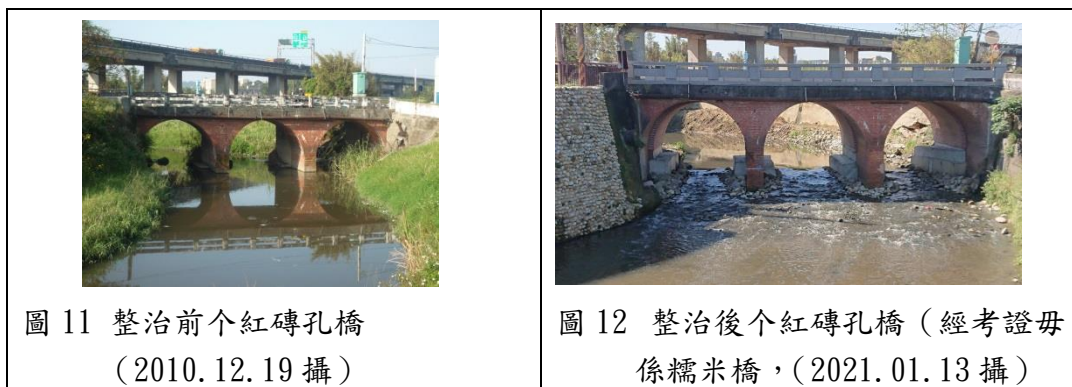 圖 11 整治前个紅磚孔橋
（2010.12.19 攝）
圖 12 整治後个紅磚孔橋（經考證毋
係糯米橋，（2021.01.13 攝）